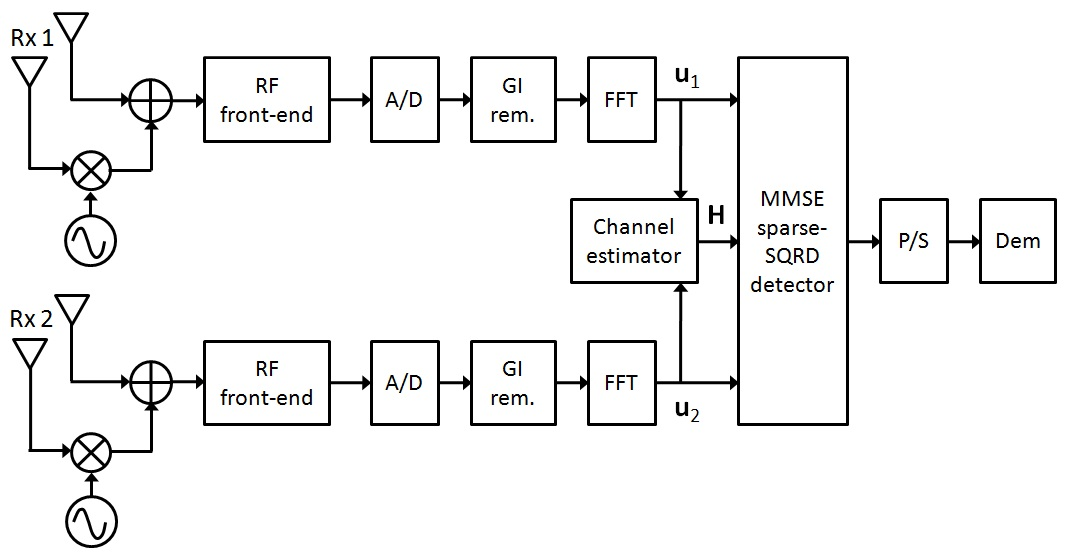 Rx 1
RF
front-end
A/D
GI
rem.
FFT
u1
Channel
estimator
H
MMSE
sparse-
SQRD
detector
P/S
Dem
Rx 2
RF
front-end
A/D
GI
rem.
FFT
u2